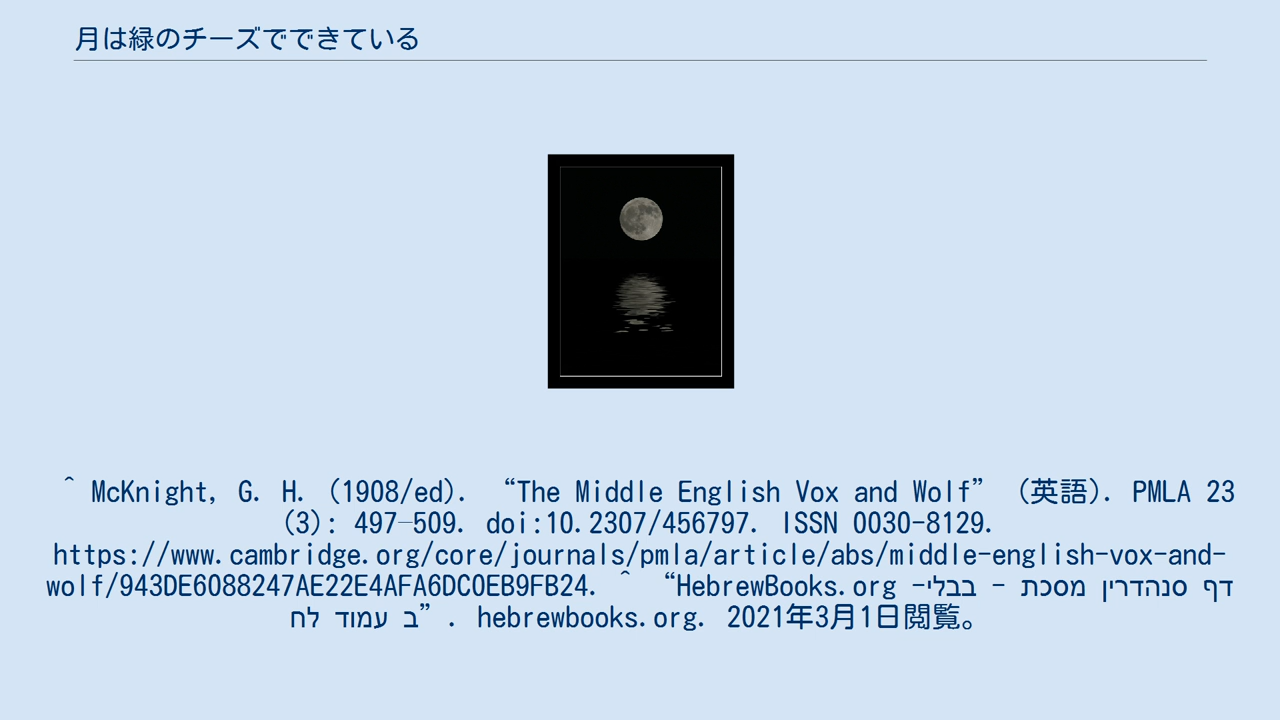 月は緑のチーズでできている
^ McKnight, G. H. (1908/ed). “The Middle English Vox and Wolf” (英語). PMLA 23
(3): 497–509. doi:10.2307/456797. ISSN 0030-8129.
https://www.cambridge.org/core/journals/pmla/article/abs/middle-english-vox-and-
wolf/943DE6088247AE22E4AFA6DC0EB9FB24. ^ “HebrewBooks.org דף סנהדרין מסכת - בבלי-
ב עמוד לח”. hebrewbooks.org. 2021年3月1日閲覧。